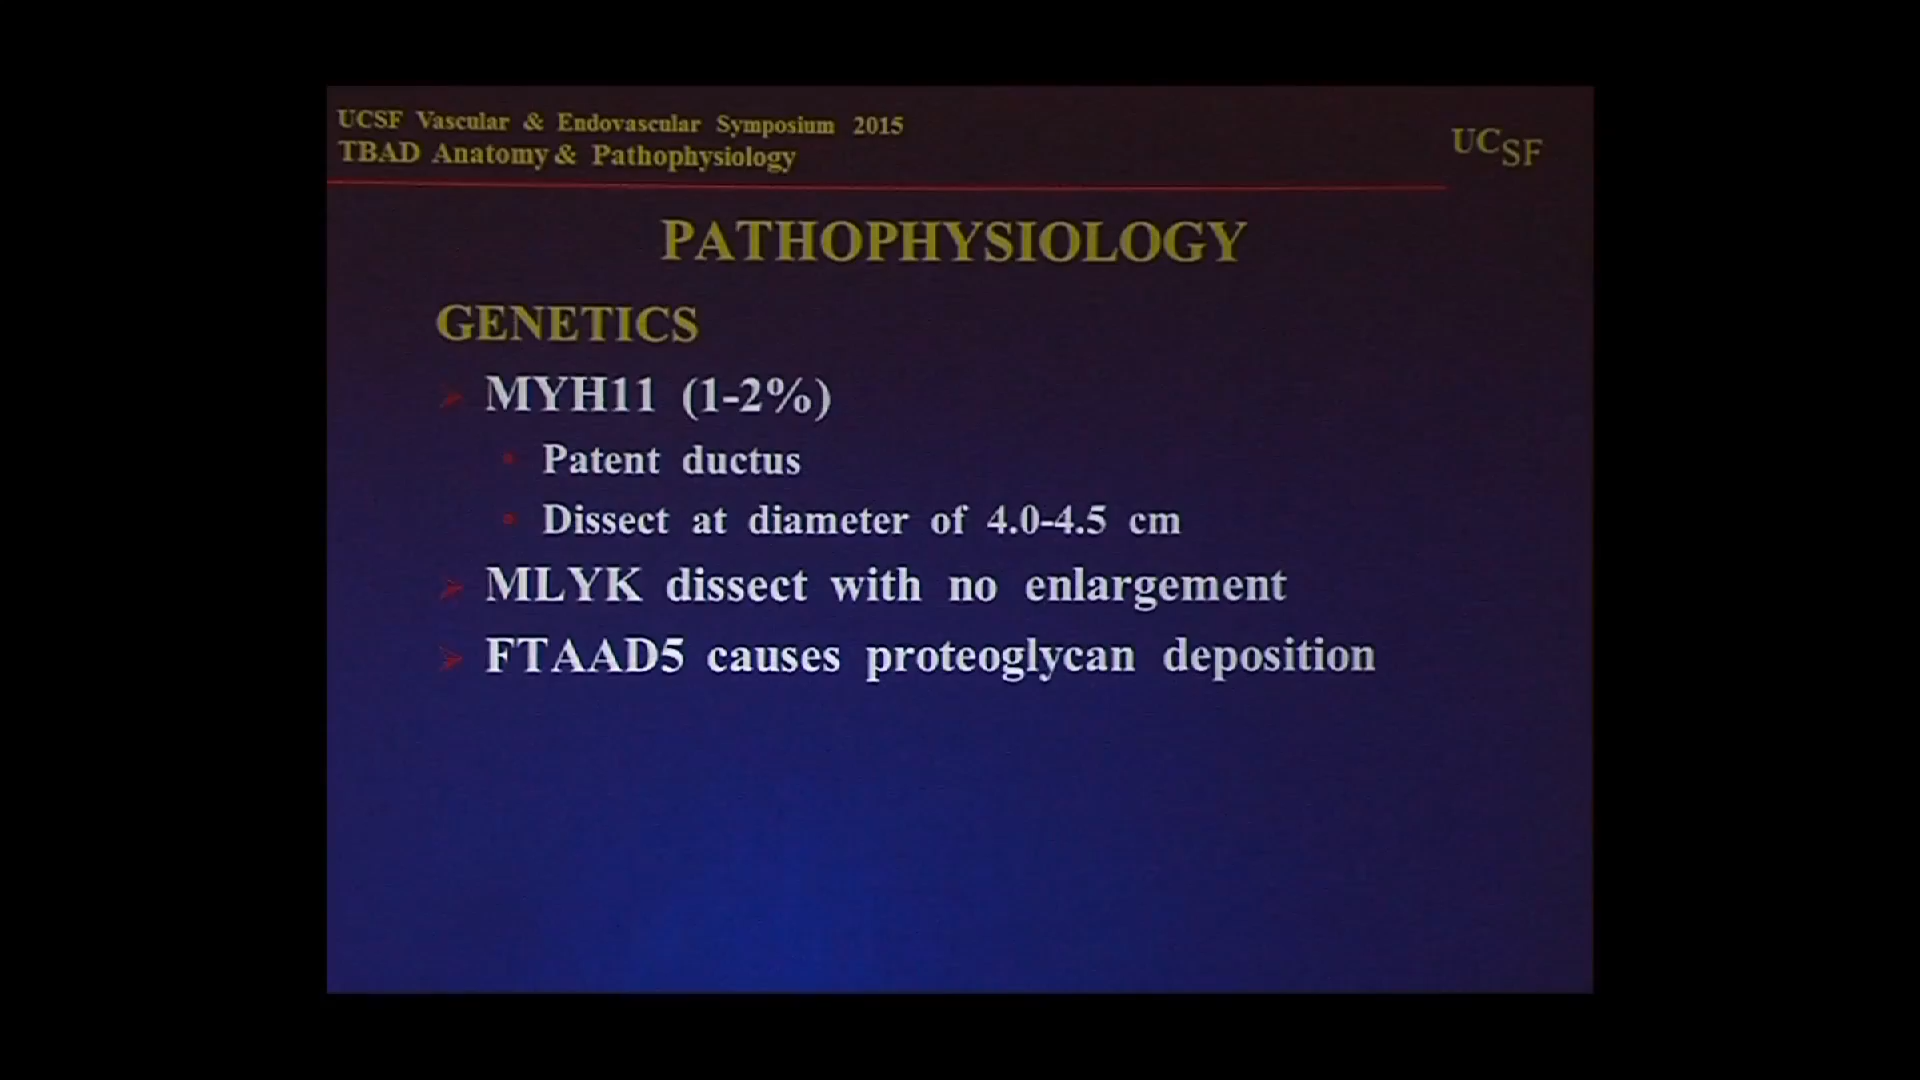 UCSF Vascular & Endovascular Symposium 2015
TBAD Anatomy & Pathophysiology
UCSF
PATHOPHYSIOLOGY
GENETICS
MYH11 (1-2%)
Patent ductus
Dissect at diameter of 4.0-4.5 cm
MLYK dissect with no enlargement
FTAAD5 causes proteoglycan deposition